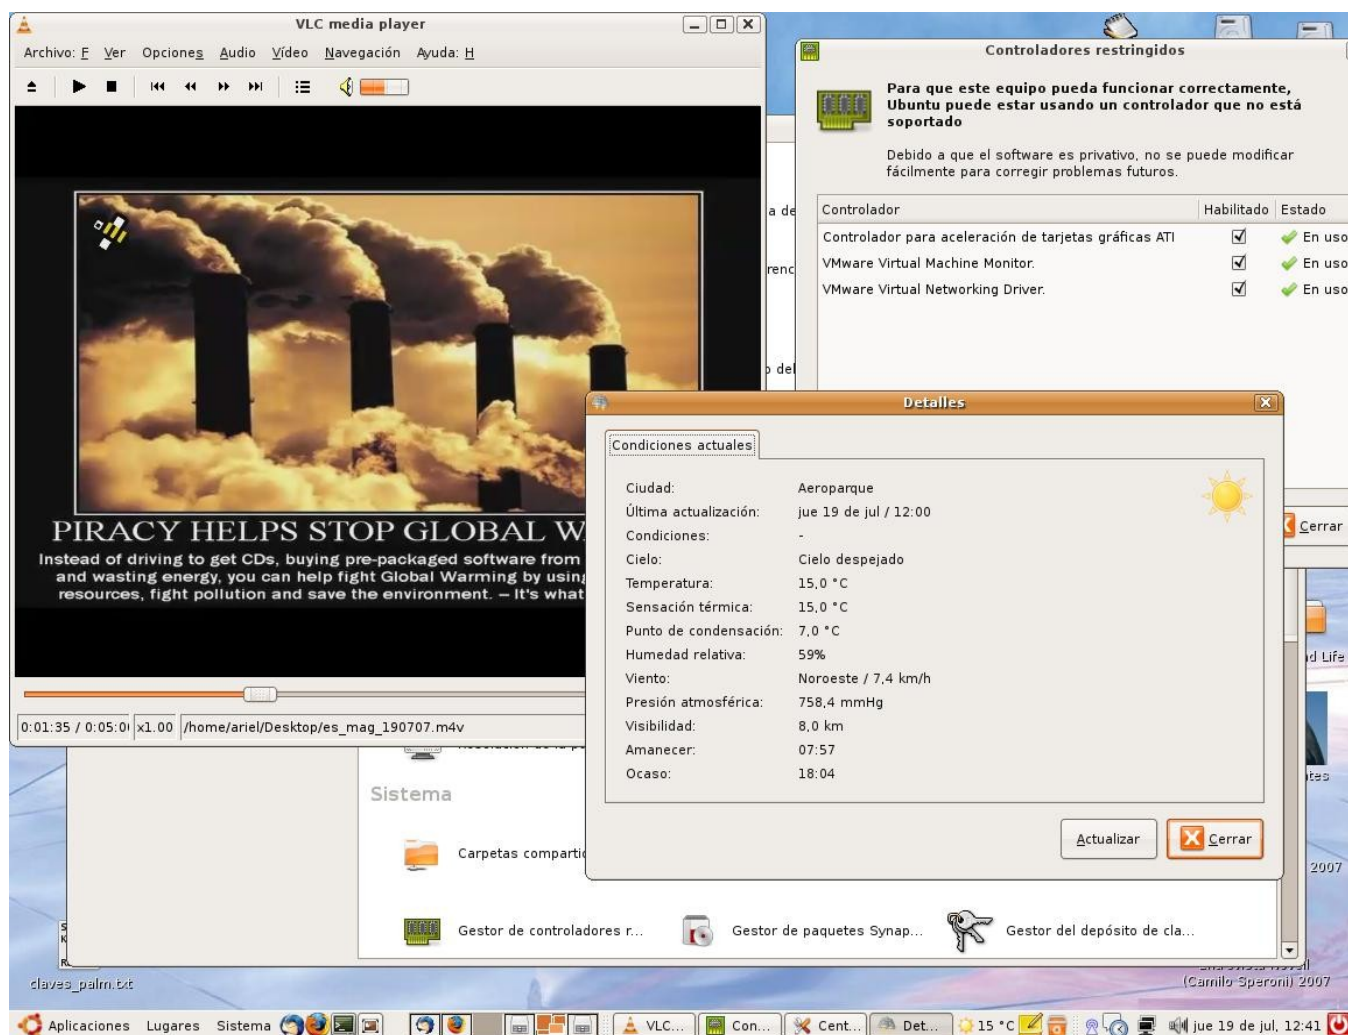 VLC media player
Archivo: F Ver Opciones Audio Vídeo Navegación Ayuda: H
PIRACY HELPS STOP GLOBAL
Instead of driving to get CDs, buying pre-packaged software from
and wasting energy, you can help fight Global Warming by using
resources, fight pollution and save the environment. – It's what
0:01:35 / 0:05:0 x1.00 /home/ariel/Desktop/es_mag_190707.m4v
Controladores restringidos
Para que este equipo pueda funcionar correctamente,
Ubuntu puede estar usando un controlador que no está
soportado
Debido a que el software es privativo, no se puede modificar
fácilmente para corregir problemas futuros.
Controlador Habilitado Estado
Controlador para aceleración de tarjetas gráficas ATI En uso
VMware Virtual Machine Monitor. En uso
VMware Virtual Networking Driver. En uso
Cerrar
Detalles
Condiciones actuales
Ciudad: Aeroparque
Última actualización: jue 19 de jul / 12:00
Condiciones: -
Cielo: Cielo despejado
Temperatura: 15,0 °C
Sensación térmica: 15,0 °C
Punto de condensación: 7,0 °C
Humedad relativa: 59%
Viento: Noroeste / 7,4 km/h
Presión atmosférica: 758,4 mmHg
Visibilidad: 8,0 km
Amanecer: 07:57
Ocaso: 18:04
Actualizar Cerrar
Sistema
Carpetas compartid
Gestor de controladores r... Gestor de paquetes Synap... Gestor del depósito de cla...
Life
2007
claves_palm.txt
(Camilo Speroni) 2007
Aplicaciones Lugares Sistema VLC... Con... Cent... Det... 15 °C jue 19 de jul, 12:41